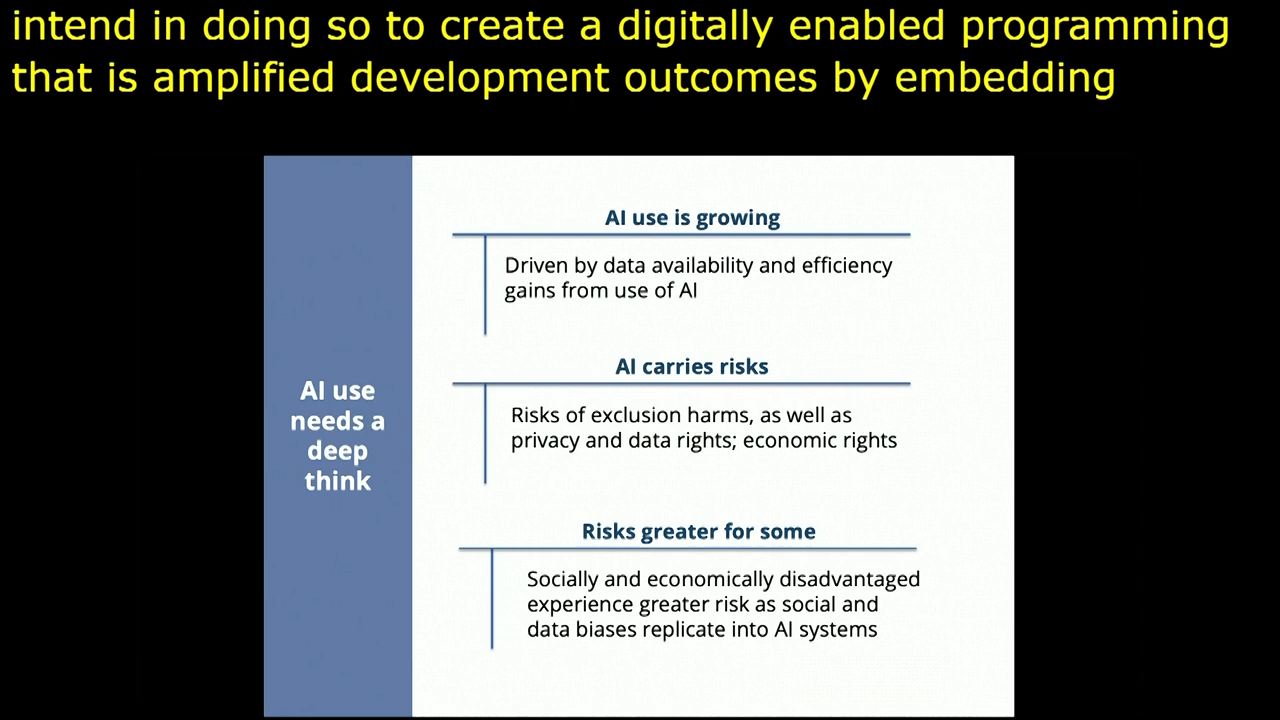 intend in doing so to create a digitally enabled programming
that is amplified development outcomes by embedding
AI use
needs a
deep
think
AI use is growing
Driven by data availability and efficiency
gains from use of AI
AI carries risks
Risks of exclusion harms, as well as
privacy and data rights; economic rights
Risks greater for some
Socially and economically disadvantaged
experience greater risk as social and
data biases replicate into AI systems